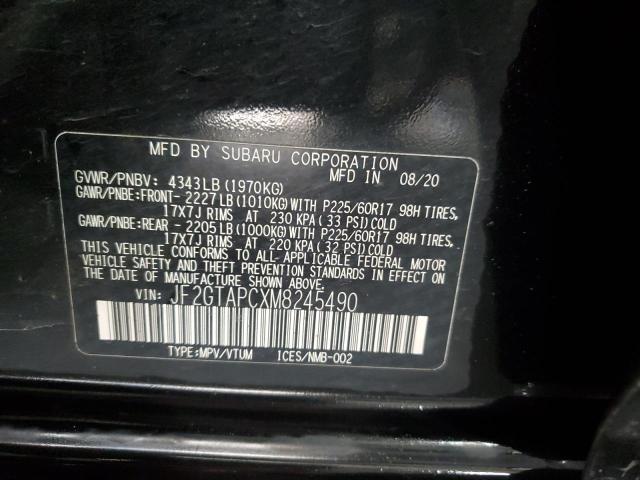 MFD BY SUBARU CORPORATION
GVWR/PNBV: 4343LB(1970KG) MFD IN 08/20
GAWR/PNBE:FRONT- 2227LB(1010KG)WITH P225/60R17 98H TIRES,
17X7J RIMS AT 230 KPA(33 PSI)COLD
GAWR/PNBE:REAR - 2205LB(1000KG)WITH P225/60R17 98H TIRES,
17X7J RIMS AT 220 KPA(32 PSI)COLD
THIS VEHICLE CONFORMS TO ALL-APPLICABLE FEDERAL MOTOR
VEHICLE SAFETY AND BUMPER STANDARDS IN EFFECT ON
THE DATE OF MANUFACTURE SHOWN ABOVE.
VIN: JF2GTAPCXM8245490
TYPE:MPV/VTUM ICES/NMB-002